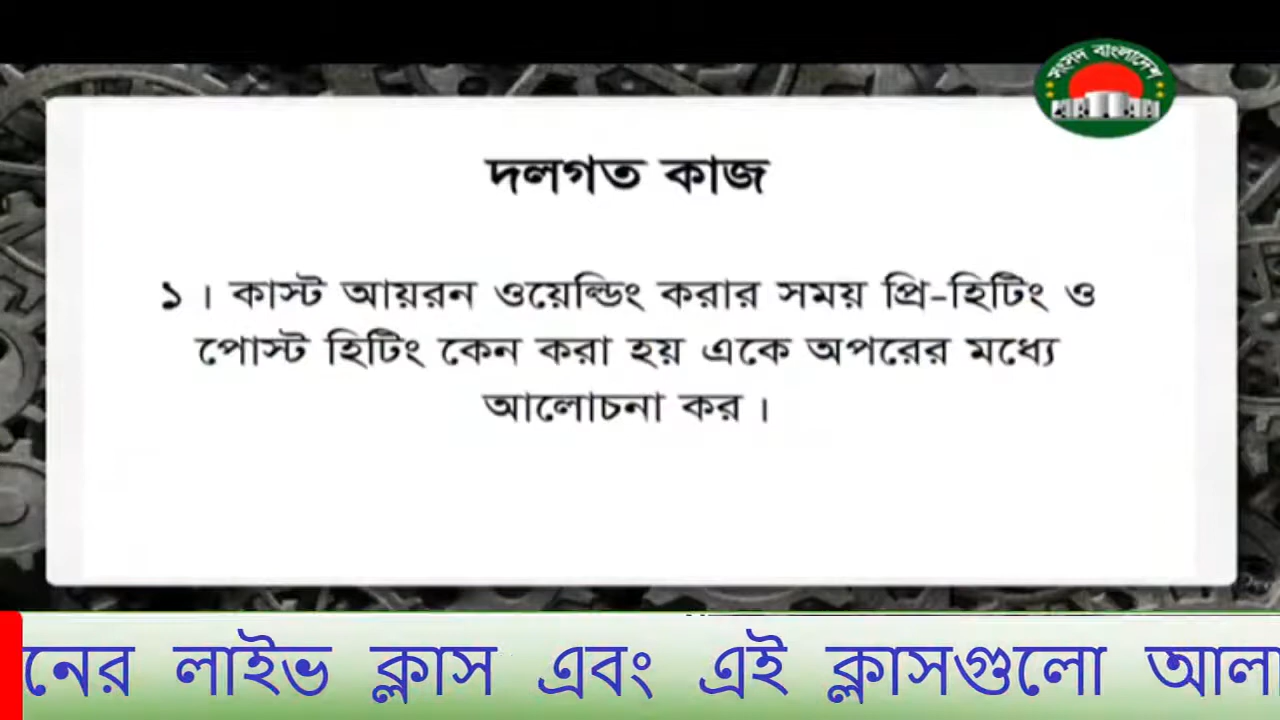 সংসদ বাংলাদেশ
দলগত কাজ
১। কাস্ট আয়রন ওয়েল্ডিং করার সময় প্রি-হিটিং ও
পোস্ট হিটিং কেন করা হয় একে অপরের মধ্যে
আলোচনা কর।
নের লাইভ ক্লাস এবং এই ক্লাসগুলো আলা